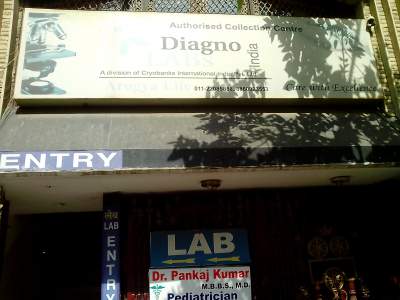 Authorised Collection Centre
Diagno
Labs
India
A division of Cryobanks International India Pvt. Ltd.
Care with Excellence
ENTRY
लैब
LAB
ENTRY
LAB
Dr. Pankaj Kumar
M.B.B.S., M.D.
Pediatrician